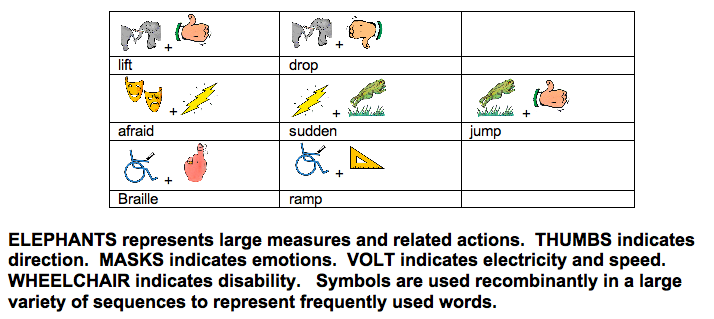 + +
lift drop
+ + +
afraid sudden jump
+ +
Braille ramp
ELEPHANTS represents large measures and related actions. THUMBS indicates
direction. MASKS indicates emotions. VOLT indicates electricity and speed.
WHEELCHAIR indicates disability. Symbols are used recombinantly in a large
variety of sequences to represent frequently used words.